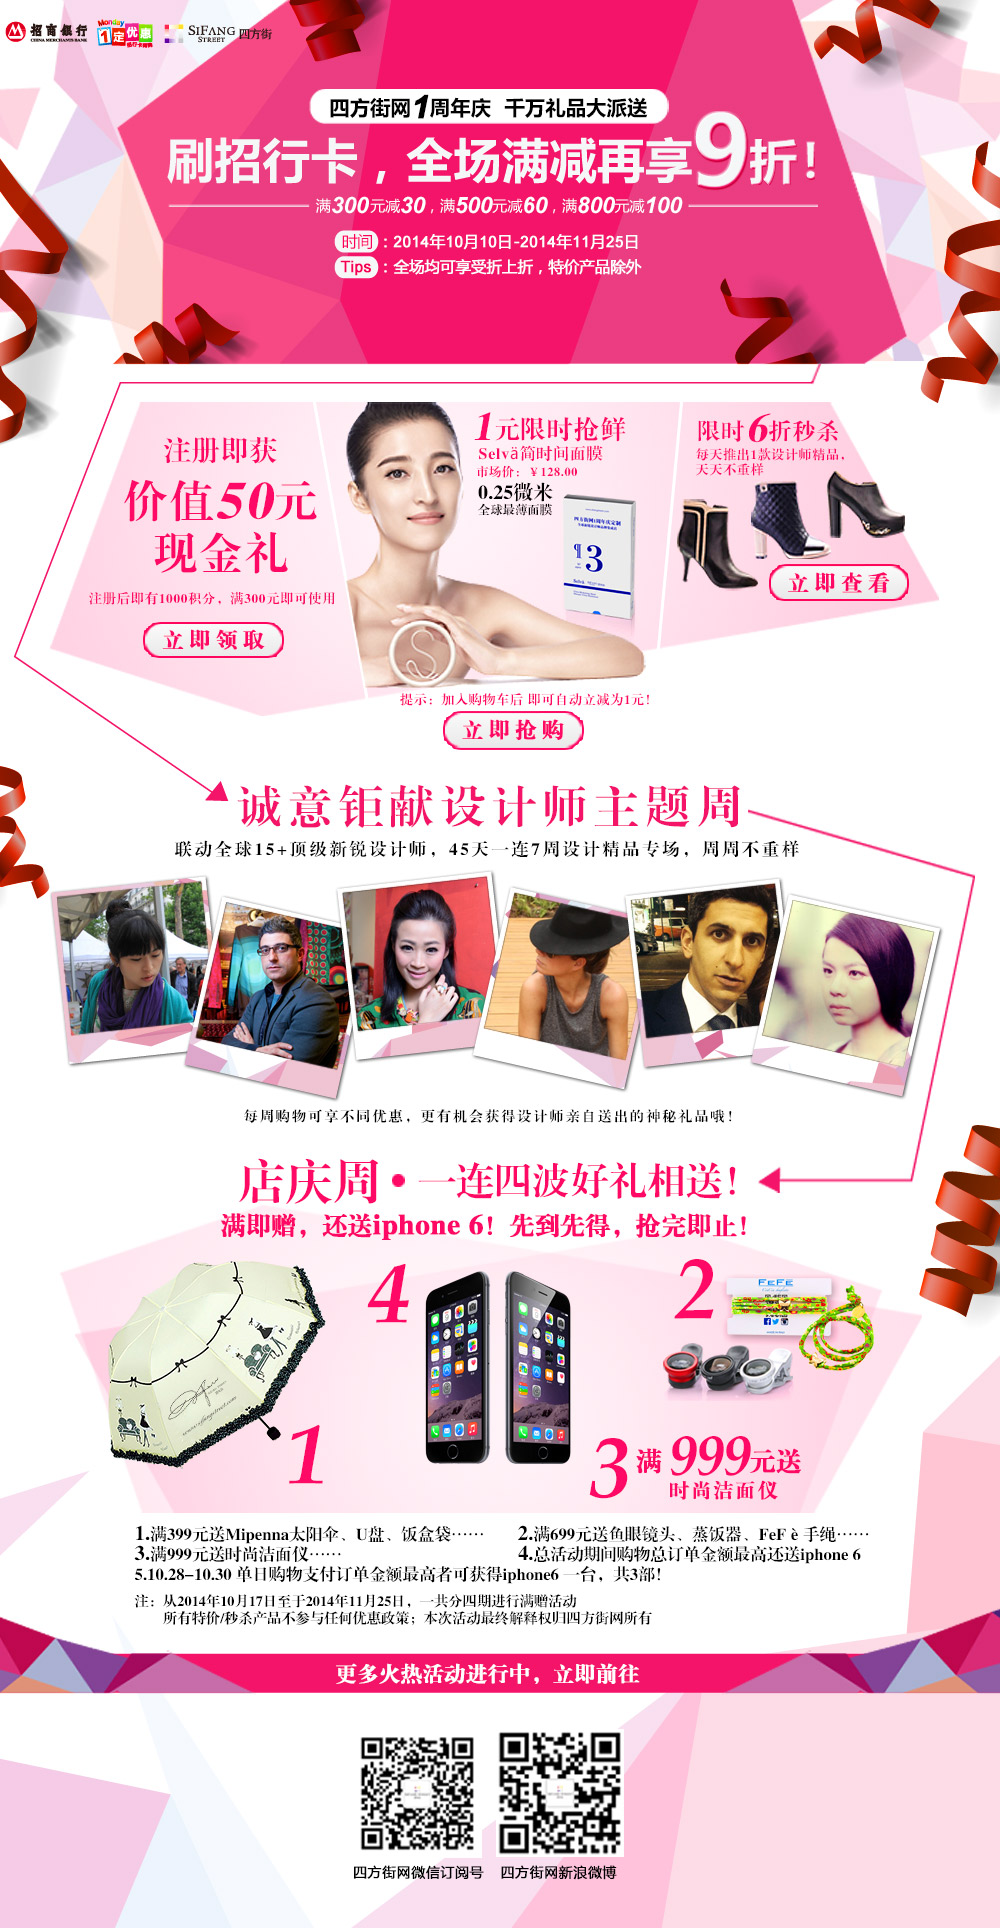 招商银行
CHINA MERCHANTS BANK
Monday
1定优惠
SIFANG
STREET
四方街
四方街网1周年庆 千万礼品大派送
刷招行卡，全场满减再享9折！
满300元减30，满500元减60，满800元减100
时间：2014年10月10日-2014年11月25日
Tips：全场均可享受折上折，特价产品除外
注册即获
价值50元
现金礼
注册后即有1000积分，满300元即可使用
立即领取
1元限时抢鲜
Selvä简时间面膜
市场价：￥128.00
0.25微米
全球最薄面膜
四方街网1周年庆定制
3
提示：加入购物车后 即可自动立减为1元！
立即抢购
限时6折秒杀
每天推出1款设计师精品，
天天不重样
立即查看
诚意钜献设计师主题周
联动全球15+顶级新锐设计师，45天一连7周设计精品专场，周周不重样
每周购物可享不同优惠，更有机会获得设计师亲自送出的神秘礼品哦！
店庆周•一连四波好礼相送！
满即赠，还送iphone 6！先到先得，抢完即止！
1
4
2
FEFE
3 满999元送
时尚洁面仪
1.满399元送Mipenna太阳伞、U盘、饭盒袋……
2.满699元送鱼眼镜头、蒸饭器、FeF è 手绳……
3.满999元送时尚洁面仪……
4.总活动期间购物总订单金额最高还送iphone 6
5.10.28-10.30 单日购物支付订单金额最高者可获得iphone6 一台，共3部！
注：从2014年10月17日至于2014年11月25日，一共分四期进行满赠活动
所有特价/秒杀产品不参与任何优惠政策；本次活动最终解释权归四方街网所有
更多火热活动进行中，立即前往
四方街网微信订阅号
四方街网新浪微博